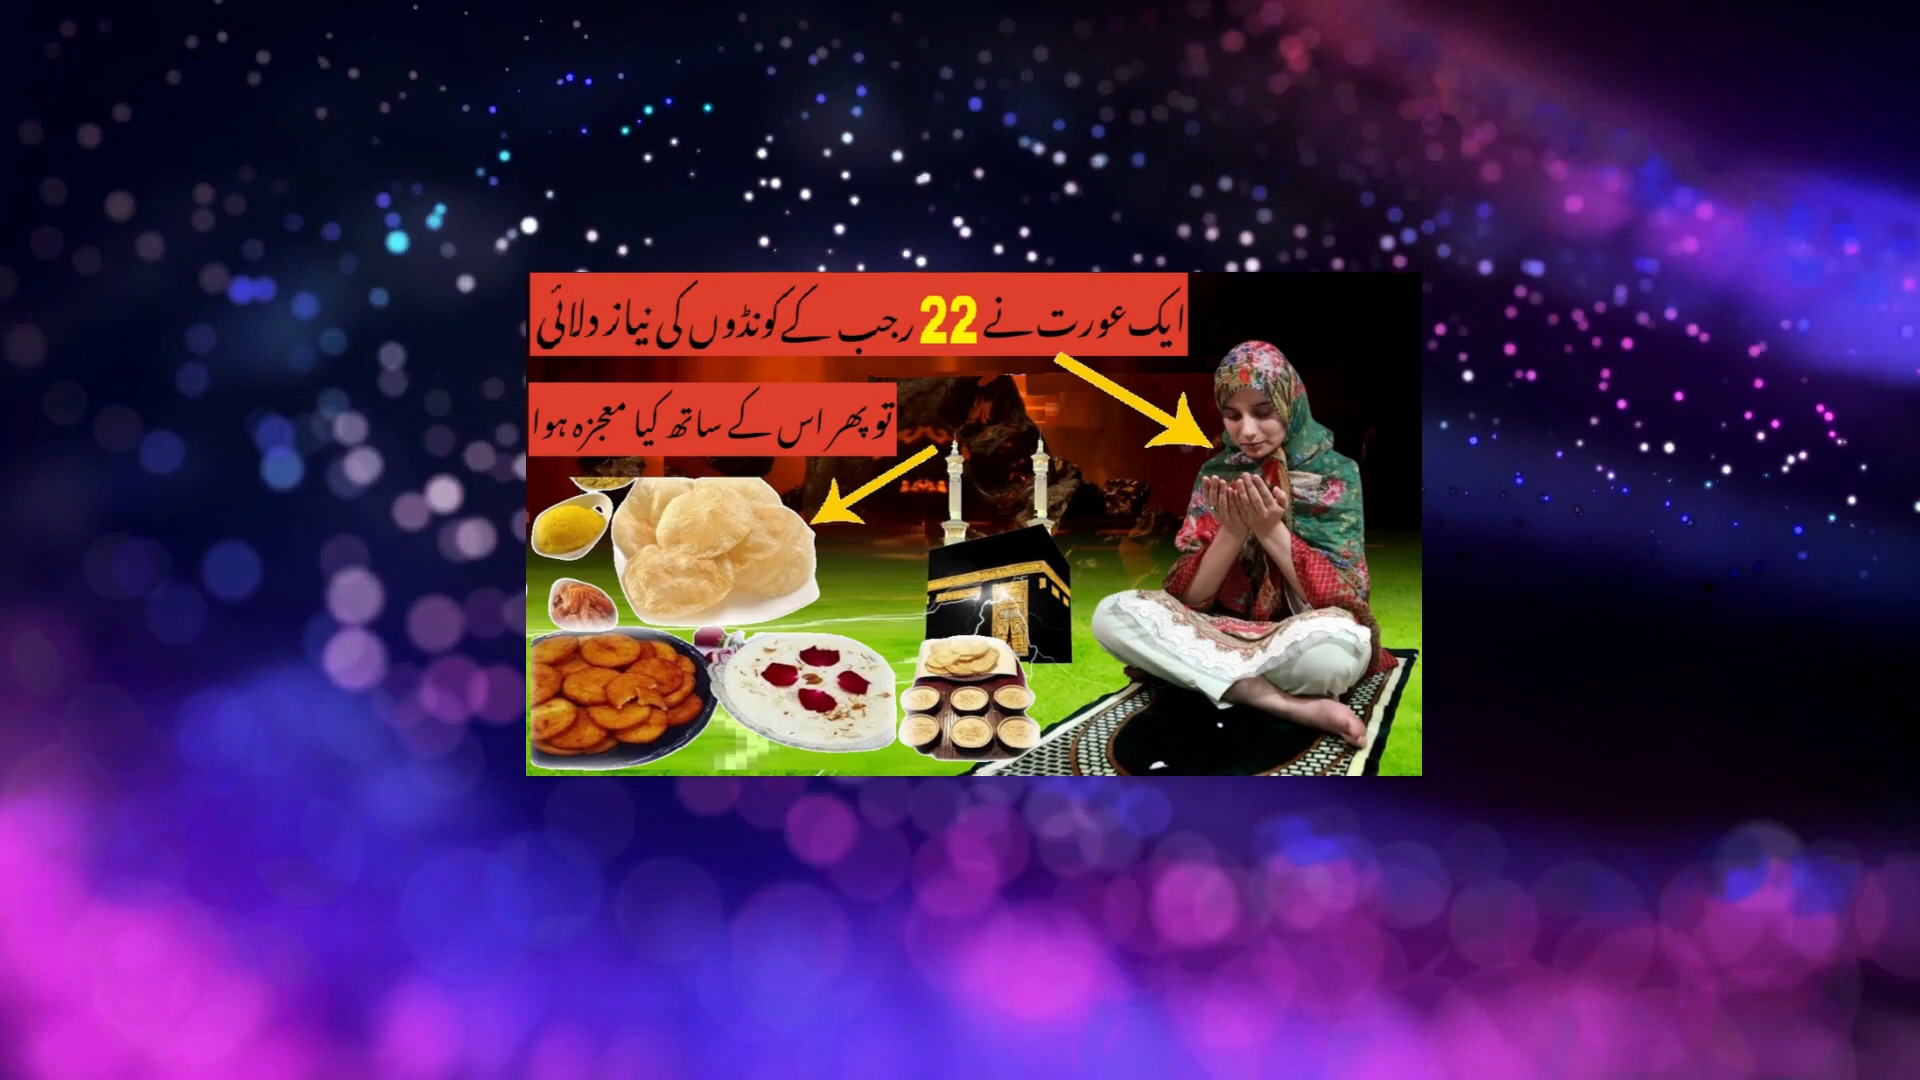 ایک عورت نے 22 رجب کے کونڈوں کی نیاز دلائی
تو پھر اس کے ساتھ کیا معجزہ ہوا